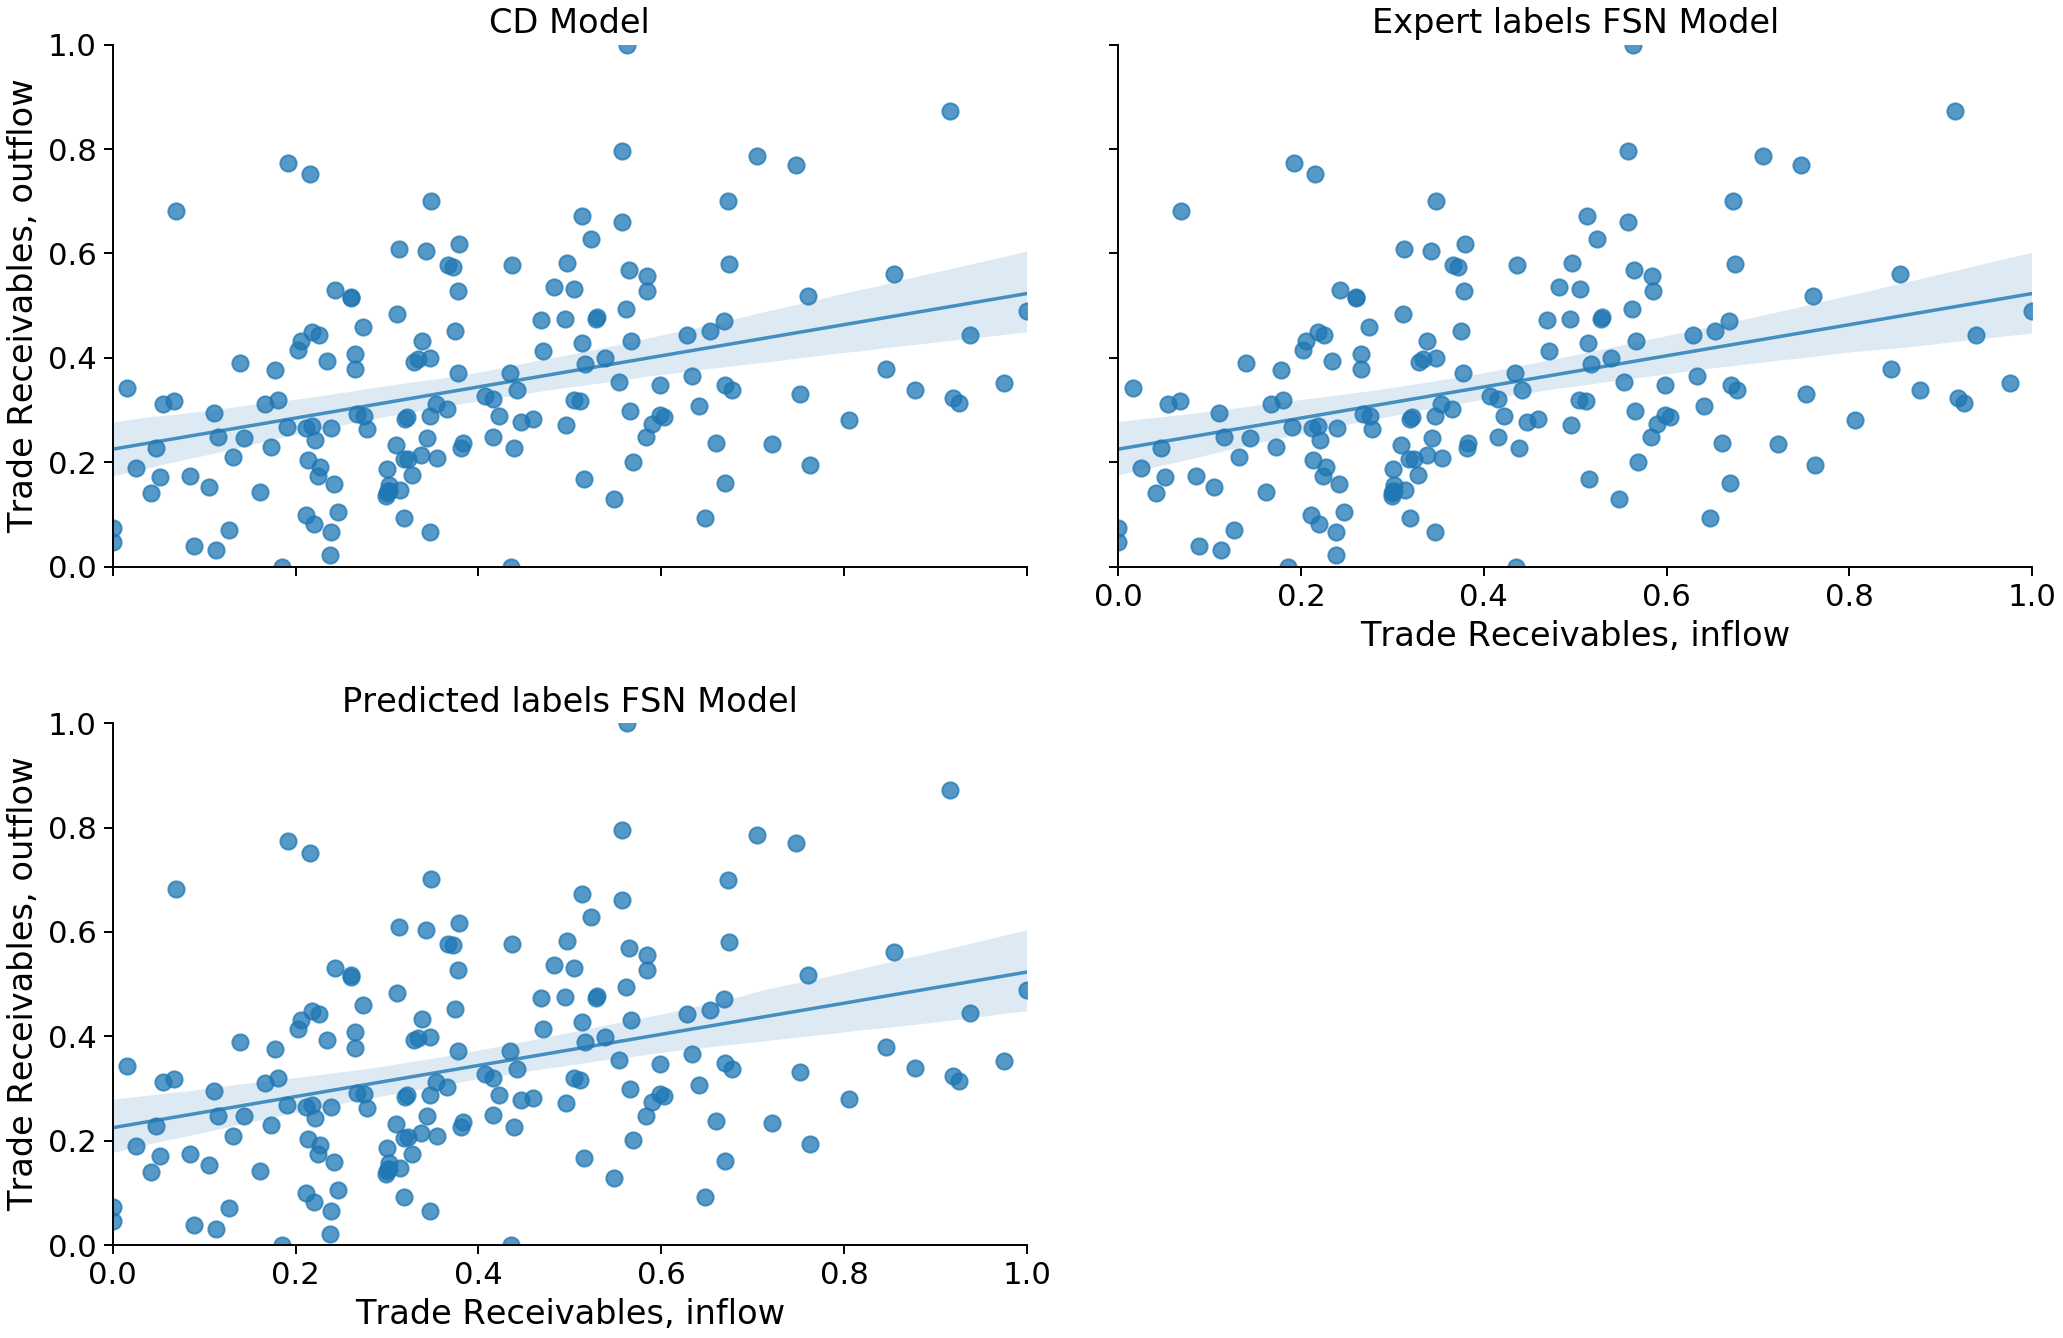 CD Model
Trade Receivables, outflow
1.0
0.8
0.6
0.4
0.2
0.0
Expert labels FSN Model
0.0 0.2 0.4 0.6 0.8 1.0
Trade Receivables, inflow
Predicted labels FSN Model
Trade Receivables, outflow
1.0
0.8
0.6
0.4
0.2
0.0
0.0 0.2 0.4 0.6 0.8 1.0
Trade Receivables, inflow